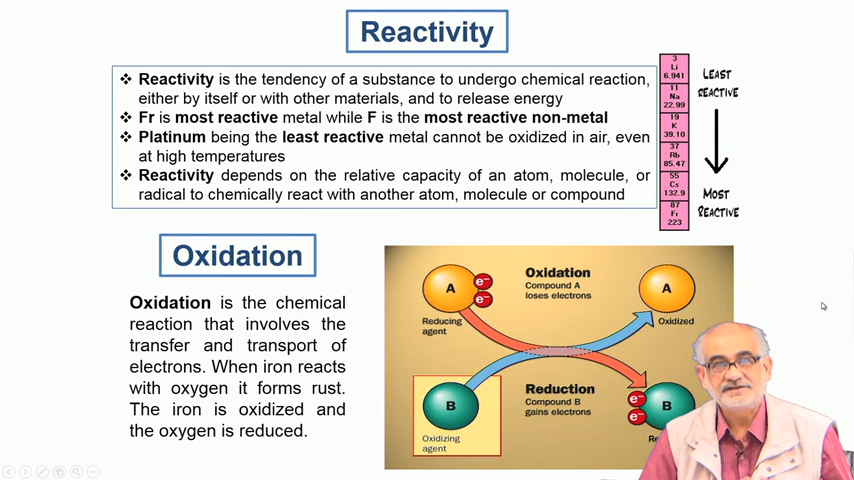 Reactivity
❖ Reactivity is the tendency of a substance to undergo chemical reaction,
either by itself or with other materials, and to release energy
❖ Fr is most reactive metal while F is the most reactive non-metal
❖ Platinum being the least reactive metal cannot be oxidized in air, even
at high temperatures
❖ Reactivity depends on the relative capacity of an atom, molecule, or
radical to chemically react with another atom, molecule or compound
3
Li
6.941
11
Na
22.99
19
K
39.10
37
Rb
85.47
55
Cs
132.9
87
Fr
223
LEAST
REACTIVE
MOST
REACTIVE
Oxidation
Oxidation is the chemical
reaction that involves the
transfer and transport of
electrons. When iron reacts
with oxygen it forms rust.
The iron is oxidized and
the oxygen is reduced.
A
e⁻
e⁻
Reducing
agent
Oxidation
Compound A
loses electrons
A
Oxidized
B
Oxidizing
agent
Reduction
Compound B
gains electrons
e⁻
e⁻
B